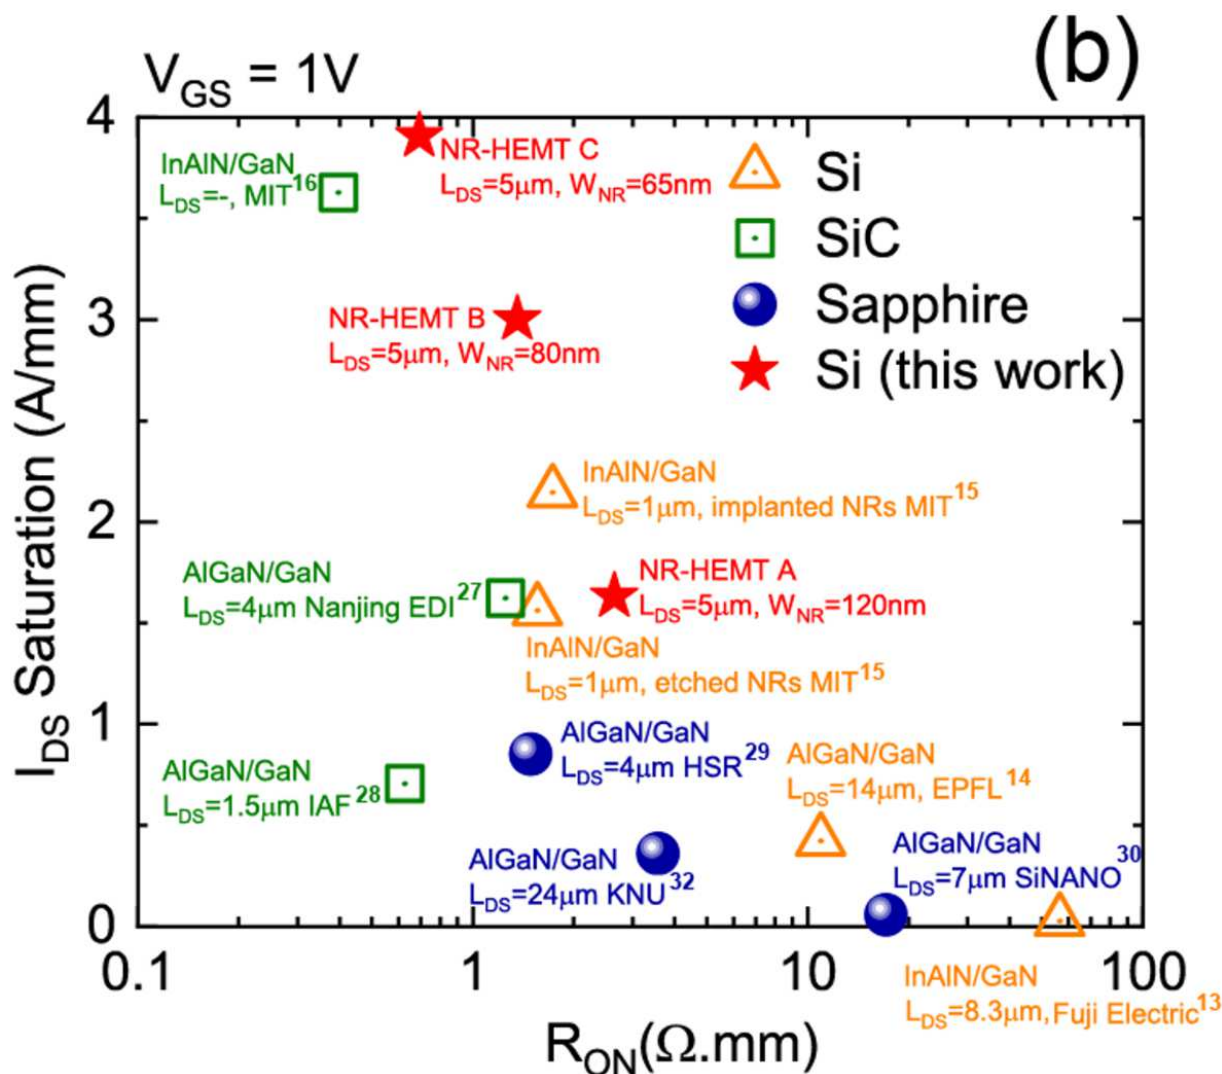 (b)
V_GS = 1V
4
3
2
1
0
I_DS Saturation (A/mm)
InAlN/GaN
L_DS=-, MIT^16
NR-HEMT C
L_DS=5μm, W_NR=65nm
Si
SiC
Sapphire
Si (this work)
NR-HEMT B
L_DS=5μm, W_NR=80nm
InAlN/GaN
L_DS=1μm, implanted NRs MIT^15
AlGaN/GaN
L_DS=4μm Nanjing EDI^27
NR-HEMT A
L_DS=5μm, W_NR=120nm
InAlN/GaN
L_DS=1μm, etched NRs MIT^15
AlGaN/GaN
L_DS=4μm HSR^29
AlGaN/GaN
L_DS=1.5μm IAF^28
AlGaN/GaN
L_DS=14μm, EPFL^14
AlGaN/GaN
L_DS=24μm KNU^32
AlGaN/GaN
L_DS=7μm SiNANO^30
InAlN/GaN
L_DS=8.3μm, Fuji Electric^13
0.1 1 10 100
R_ON(Ω.mm)